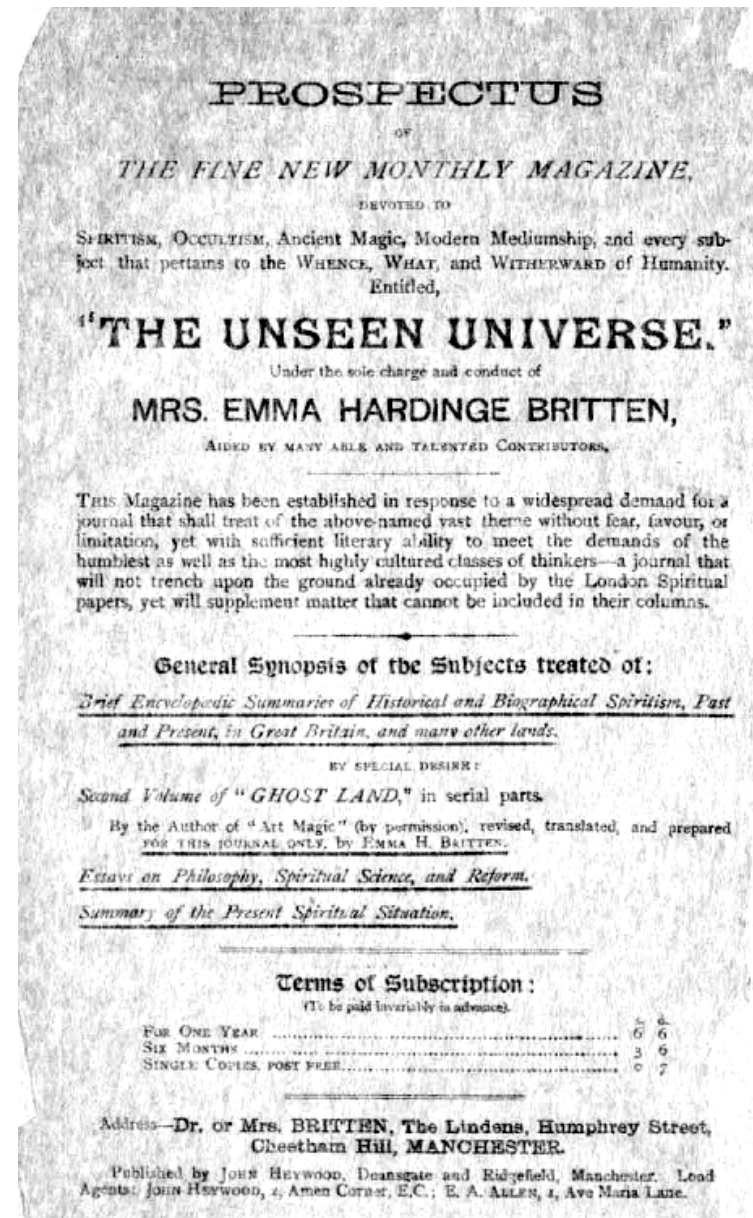 PROSPECTUS
OF
THE FINE NEW MONTHLY MAGAZINE,
DEVOTED TO
SPIRITISM, OCCULTISM, Ancient Magic, Modern Mediumship, and every sub-
ject that pertains to the WHENCE, WHAT, and WITHERWARD of Humanity.
Entitled,
"THE UNSEEN UNIVERSE."
Under the sole charge and conduct of
MRS. EMMA HARDINGE BRITTEN,
AIDED BY MANY ABLE AND TALENTED CONTRIBUTORS.
THIS Magazine has been established in response to a widespread demand for a
journal that shall treat of the above-named vast theme without fear, favour, or
limitation, yet with sufficient literary ability to meet the demands of the
humblest as well as the most highly cultured classes of thinkers—a journal that
will not trench upon the ground already occupied by the London Spiritual
papers, yet will supplement matter that cannot be included in their columns.
General Synopsis of the Subjects treated of:
Brief Encyclopædic Summaries of Historical and Biographical Spiritism, Past
and Present, in Great Britain, and many other lands.
BY SPECIAL DESIRE:
Second Volume of "GHOST LAND," in serial parts.
By the Author of "Art Magic" (by permission), revised, translated, and prepared
FOR THIS JOURNAL ONLY, by EMMA H. BRITTEN.
Essays on Philosophy, Spiritual Science, and Reform.
Summary of the Present Spiritual Situation.
Terms of Subscription:
(To be paid invariably in advance).
s. d.
FOR ONE YEAR ........ 6 6
SIX MONTHS ........ 3 6
SINGLE COPIES, POST FREE ........ 0 7
Address—Dr. or Mrs. BRITTEN, The Lindens, Humphrey Street,
Cheetham Hill, MANCHESTER.
Published by JOHN HEYWOOD, Deansgate and Ridgefield, Manchester. Lond
Agents: JOHN HEYWOOD, 1, Amen Corner, E.C.; E. A. ALLEN, 1, Ave Maria Lane.